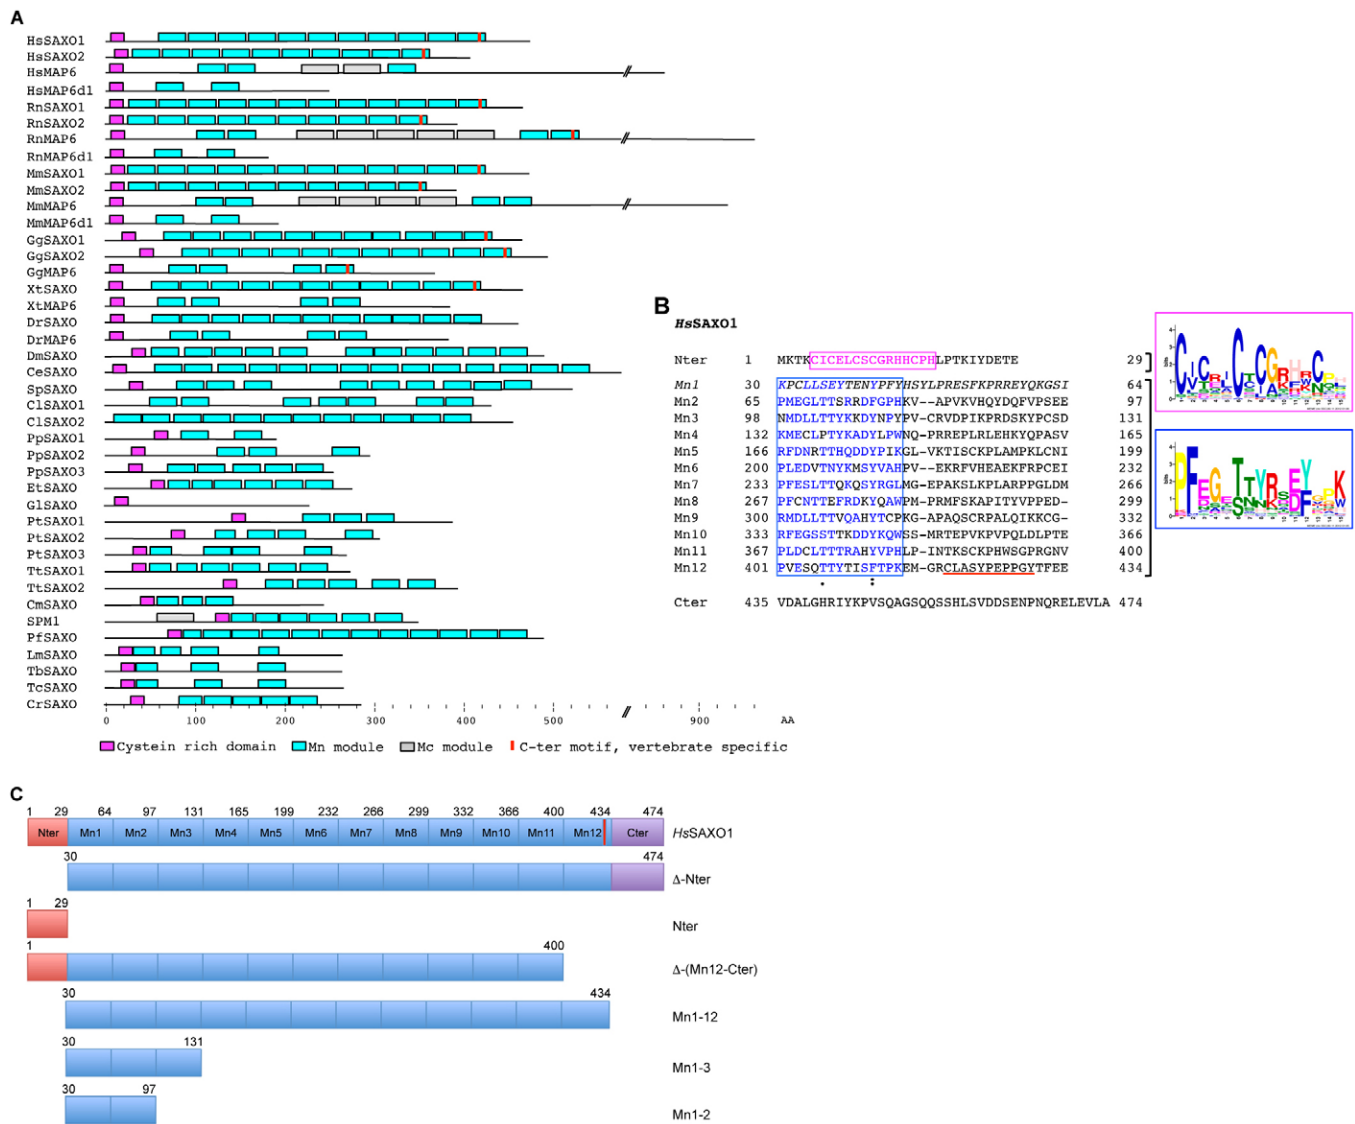 A
HsSAXO1
HsSAXO2
HsMAP6
HsMAP6d1
RnSAXO1
RnSAXO2
RnMAP6
RnMAP6d1
MmSAXO1
MmSAXO2
MmMAP6
MmMAP6d1
GgSAXO1
GgSAXO2
GgMAP6
XtSAXO
XtMAP6
DrSAXO
DrMAP6
DmSAXO
CeSAXO
SpSAXO
ClSAXO1
ClSAXO2
PpSAXO1
PpSAXO2
PpSAXO3
EtSAXO
GlSAXO
PtSAXO1
PtSAXO2
PtSAXO3
TtSAXO1
TtSAXO2
CmSAXO
SPM1
PfSAXO
LmSAXO
TbSAXO
TcSAXO
CrSAXO
0 100 200 300 400 500 // 900 AA
Cystein rich domain Mn module Mc module C-ter motif, vertebrate specific
B
HsSAXO1
Nter 1 MKTKCICELCSCGRHHCPHLPTKIYDETE 29
Mn1 30 KPCLLSEYTENYPFYHSYLPRESFKPRREYQKGSI 64
Mn2 65 PMEGLTTSRRDFGPHKV--APVKVHQYDQFVPSEE 97
Mn3 98 NMDLLTTYKKDYNPYPV-CRVDPIKPRDSKYPCSD 131
Mn4 132 KMECLPTYKADYLPWNQ-PRREPLRLEHKYQPASV 165
Mn5 166 RFDNRTTHQDDYPIKGL-VKTISCKPLAMPKLCNI 199
Mn6 200 PLEDVTNYKMSYVAHPV--EKRFVHEAEKFRPCEI 232
Mn7 233 PFESLTTQKQSYRGLMG-EPAKSLKPLARPPGLDM 266
Mn8 267 PFCNTTEFRDKYQAWPM-PRMFSKAPITYVPPED- 299
Mn9 300 RMDLLTTVQAHYTCPKG-APAQSCRPALQIKKCG- 332
Mn10 333 RFEGSSTTKDDYKQWSS-MRTEPVKPVPQLDLPTE 366
Mn11 367 PLDCLTTTRAHYVPHLP-INTKSCKPHWSGPRGNV 400
Mn12 401 PVESQTTYTISFTPKEM-GRCLASYPEPPGYTFEE 434
. :
Cter 435 VDALGHRIYKPVSQAGSQQSSHLSVDDSENPNQRELEVLA 474
C
1 29 64 97 131 165 199 232 266 299 332 366 400 434 474
Nter Mn1 Mn2 Mn3 Mn4 Mn5 Mn6 Mn7 Mn8 Mn9 Mn10 Mn11 Mn12 Cter HsSAXO1
30 474
Δ-Nter
1 29
Nter
1 400
Δ-(Mn12-Cter)
30 434
Mn1-12
30 131
Mn1-3
30 97
Mn1-2